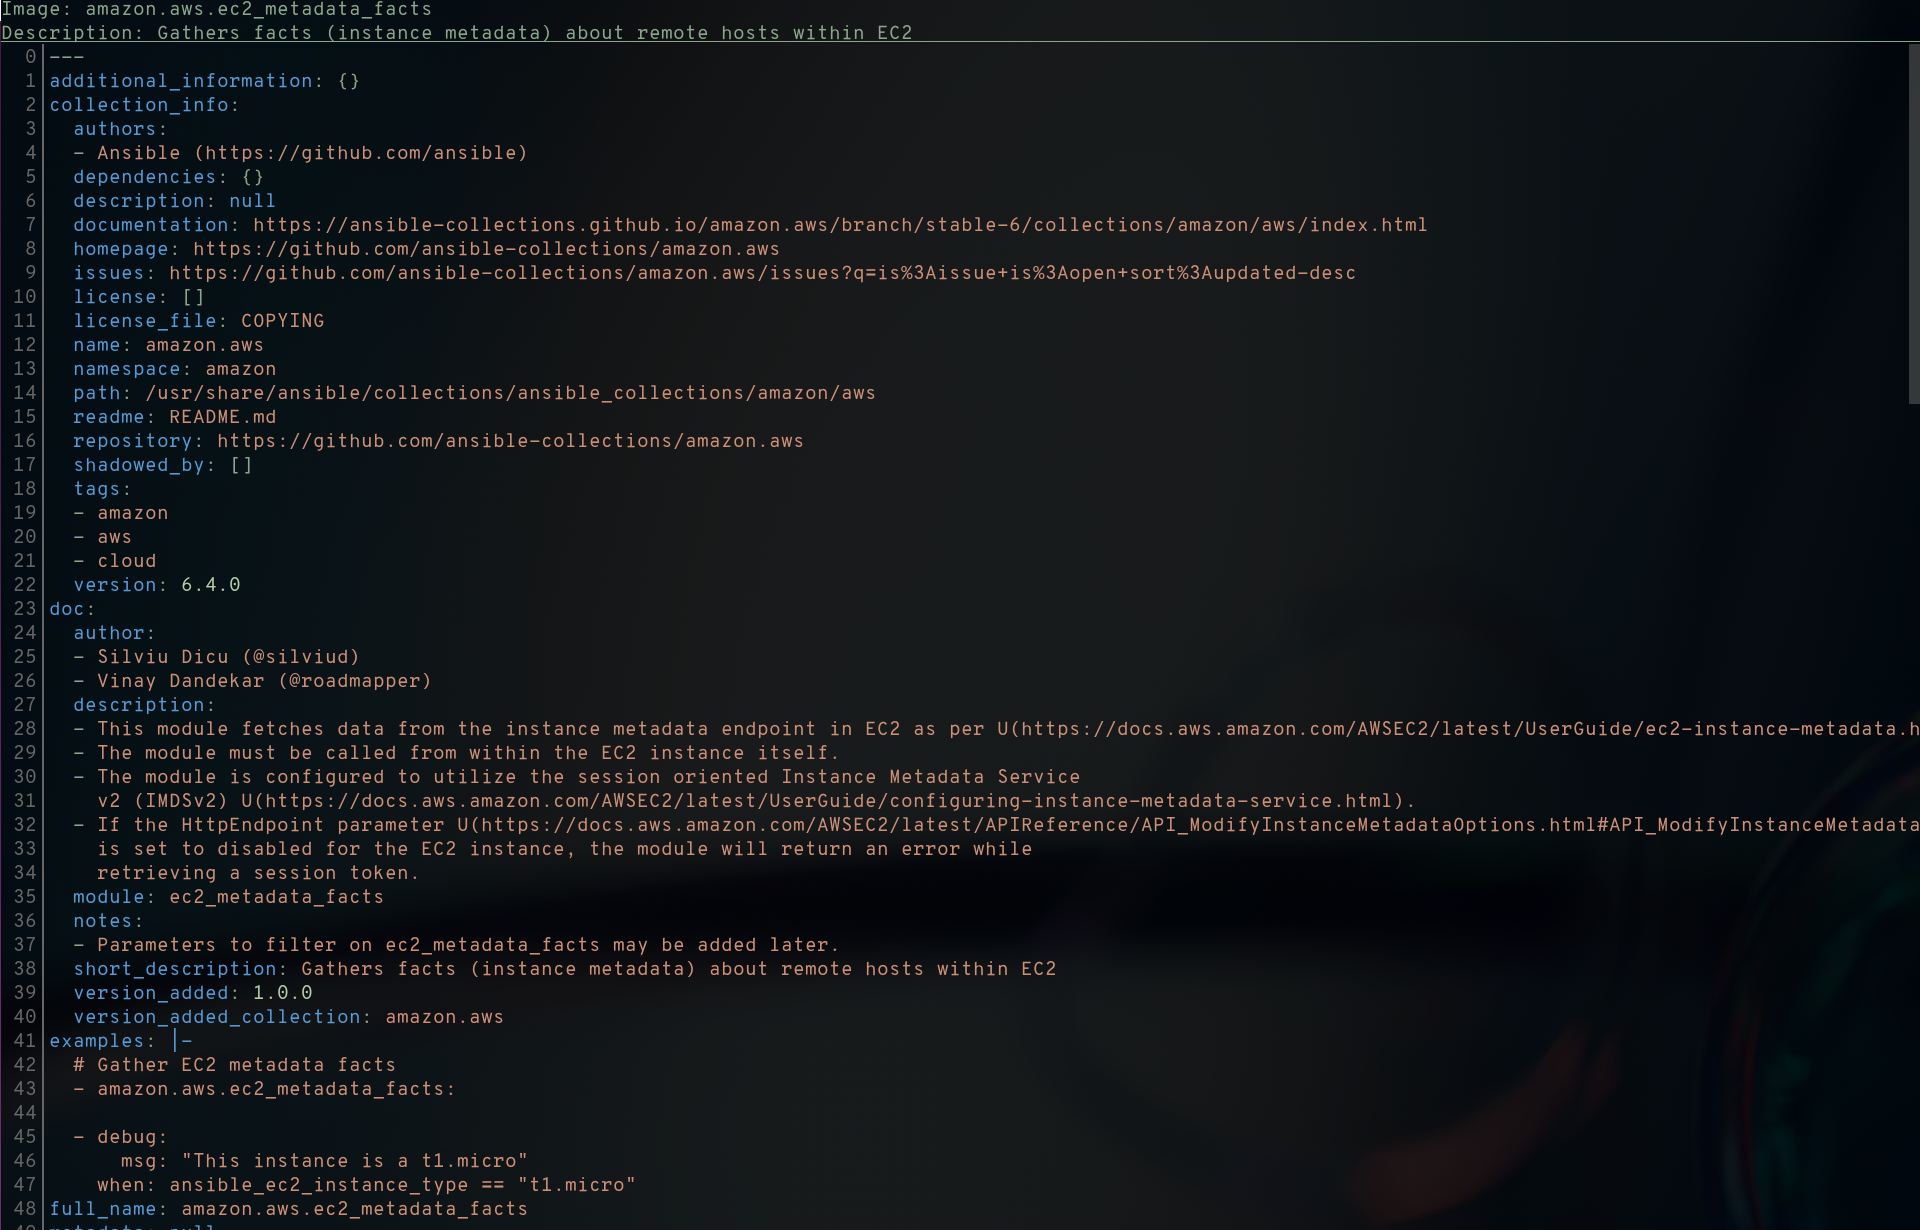 Image: amazon.aws.ec2_metadata_facts
Description: Gathers facts (instance metadata) about remote hosts within EC2
0 ---
1 additional_information: {}
2 collection_info:
3   authors:
4   - Ansible (https://github.com/ansible)
5   dependencies: {}
6   description: null
7   documentation: https://ansible-collections.github.io/amazon.aws/branch/stable-6/collections/amazon/aws/index.html
8   homepage: https://github.com/ansible-collections/amazon.aws
9   issues: https://github.com/ansible-collections/amazon.aws/issues?q=is%3Aissue+is%3Aopen+sort%3Aupdated-desc
10   license: []
11   license_file: COPYING
12   name: amazon.aws
13   namespace: amazon
14   path: /usr/share/ansible/collections/ansible_collections/amazon/aws
15   readme: README.md
16   repository: https://github.com/ansible-collections/amazon.aws
17   shadowed_by: []
18   tags:
19   - amazon
20   - aws
21   - cloud
22   version: 6.4.0
23 doc:
24   author:
25   - Silviu Dicu (@silviud)
26   - Vinay Dandekar (@roadmapper)
27   description:
28   - This module fetches data from the instance metadata endpoint in EC2 as per U(https://docs.aws.amazon.com/AWSEC2/latest/UserGuide/ec2-instance-metadata.h
29   - The module must be called from within the EC2 instance itself.
30   - The module is configured to utilize the session oriented Instance Metadata Service
31     v2 (IMDSv2) U(https://docs.aws.amazon.com/AWSEC2/latest/UserGuide/configuring-instance-metadata-service.html).
32   - If the HttpEndpoint parameter U(https://docs.aws.amazon.com/AWSEC2/latest/APIReference/API_ModifyInstanceMetadataOptions.html#API_ModifyInstanceMetadata
33     is set to disabled for the EC2 instance, the module will return an error while
34     retrieving a session token.
35   module: ec2_metadata_facts
36   notes:
37   - Parameters to filter on ec2_metadata_facts may be added later.
38   short_description: Gathers facts (instance metadata) about remote hosts within EC2
39   version_added: 1.0.0
40   version_added_collection: amazon.aws
41 examples: |-
42   # Gather EC2 metadata facts
43   - amazon.aws.ec2_metadata_facts:
44
45   - debug:
46       msg: "This instance is a t1.micro"
47     when: ansible_ec2_instance_type == "t1.micro"
48 full_name: amazon.aws.ec2_metadata_facts
49 metadata: null